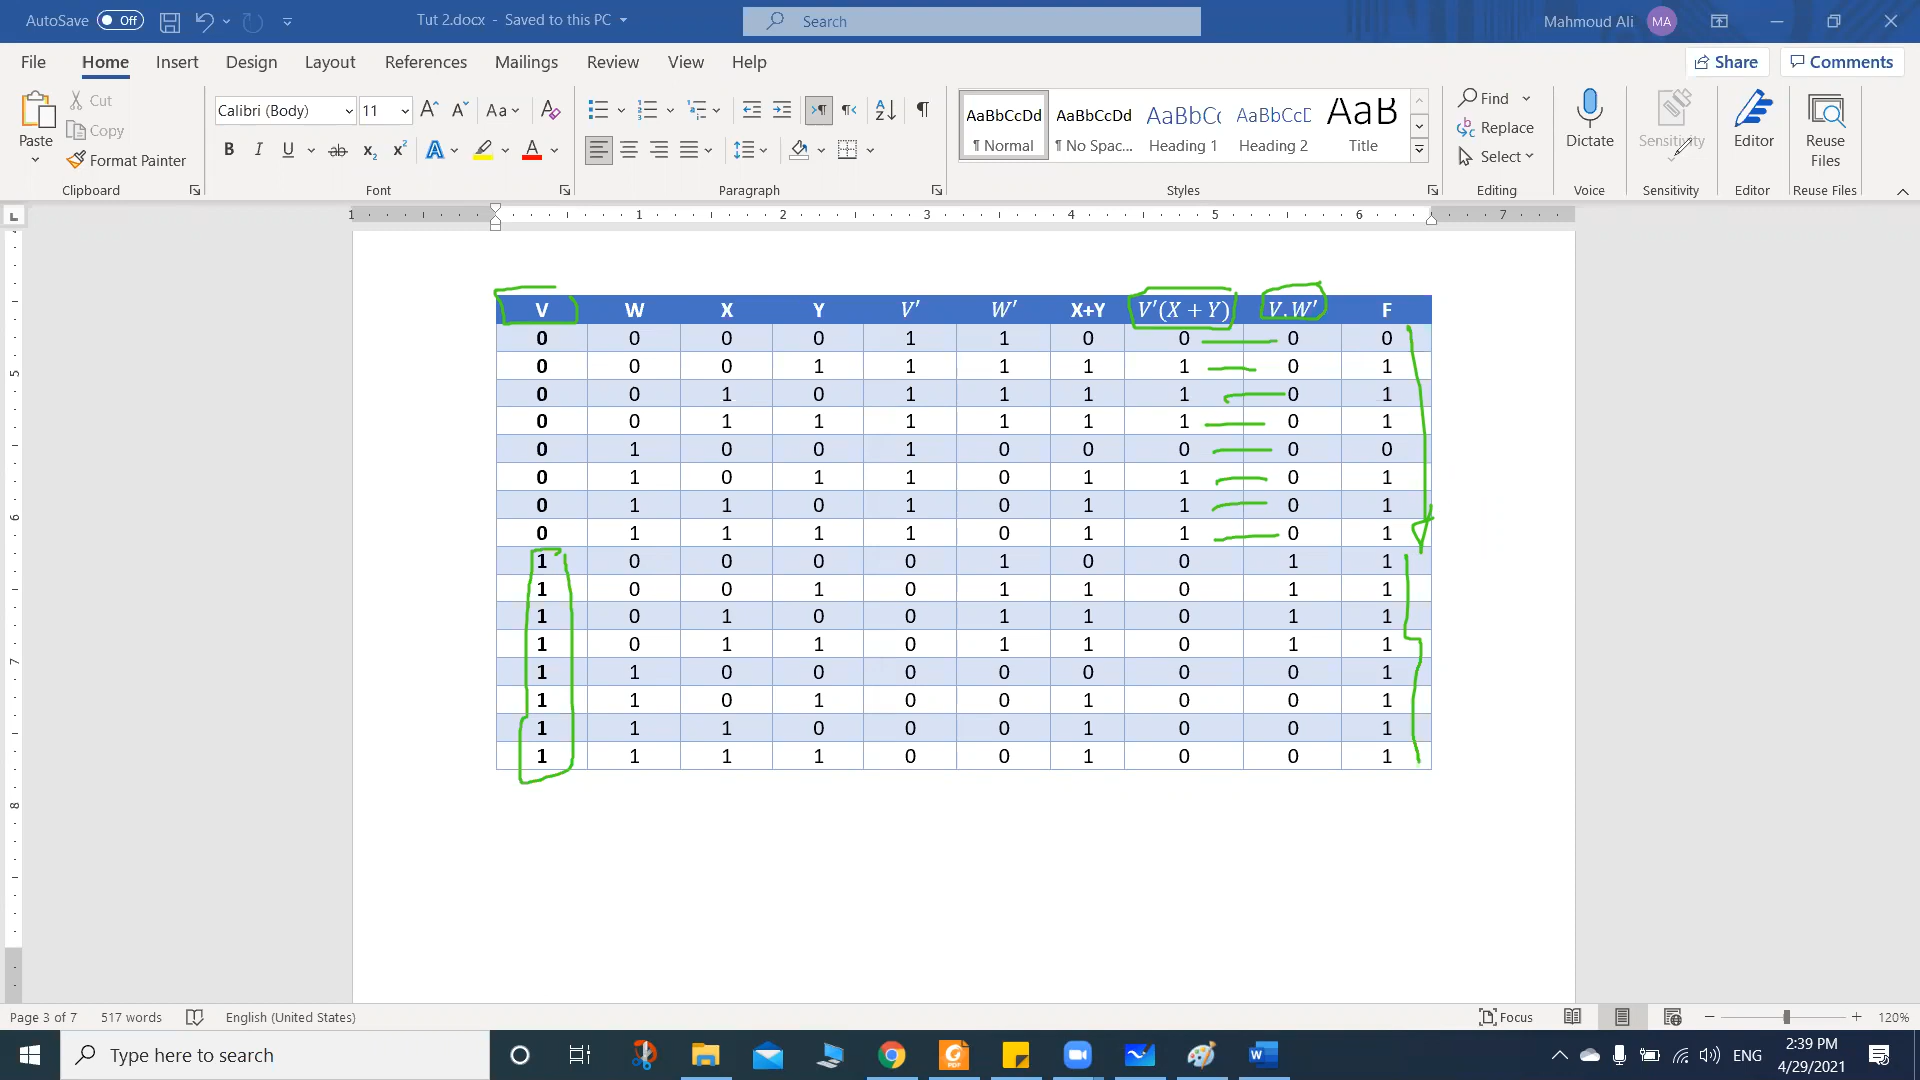 AutoSave Off Tut 2.docx - Saved to this PC Search Mahmoud Ali MA
File Home Insert Design Layout References Mailings Review View Help Share Comments
Paste Cut Copy Format Painter
Calibri (Body) 11
AaBbCcDd AaBbCcDd AaBbCc AaBbCcD AaB
¶ Normal ¶ No Spac... Heading 1 Heading 2 Title
Find Replace Select
Dictate Sensitivity Editor Reuse Files
Clipboard Font Paragraph Styles Editing Voice Sensitivity Editor Reuse Files
1 1 2 3 4 5 6 7
V W X Y V′ W′ X+Y V′(X + Y) V.W′ F
0 0 0 0 1 1 0 0 0 0
0 0 0 1 1 1 1 1 0 1
0 0 1 0 1 1 1 1 0 1
0 0 1 1 1 1 1 1 0 1
0 1 0 0 1 0 0 0 0 0
0 1 0 1 1 0 1 1 0 1
0 1 1 0 1 0 1 1 0 1
0 1 1 1 1 0 1 1 0 1
1 0 0 0 0 1 0 0 1 1
1 0 0 1 0 1 1 0 1 1
1 0 1 0 0 1 1 0 1 1
1 0 1 1 0 1 1 0 1 1
1 1 0 0 0 0 0 0 0 1
1 1 0 1 0 0 1 0 0 1
1 1 1 0 0 0 1 0 0 1
1 1 1 1 0 0 1 0 0 1
5
6
7
8
Page 3 of 7 517 words English (United States) Focus 120%
Type here to search ENG 2:39 PM
4/29/2021